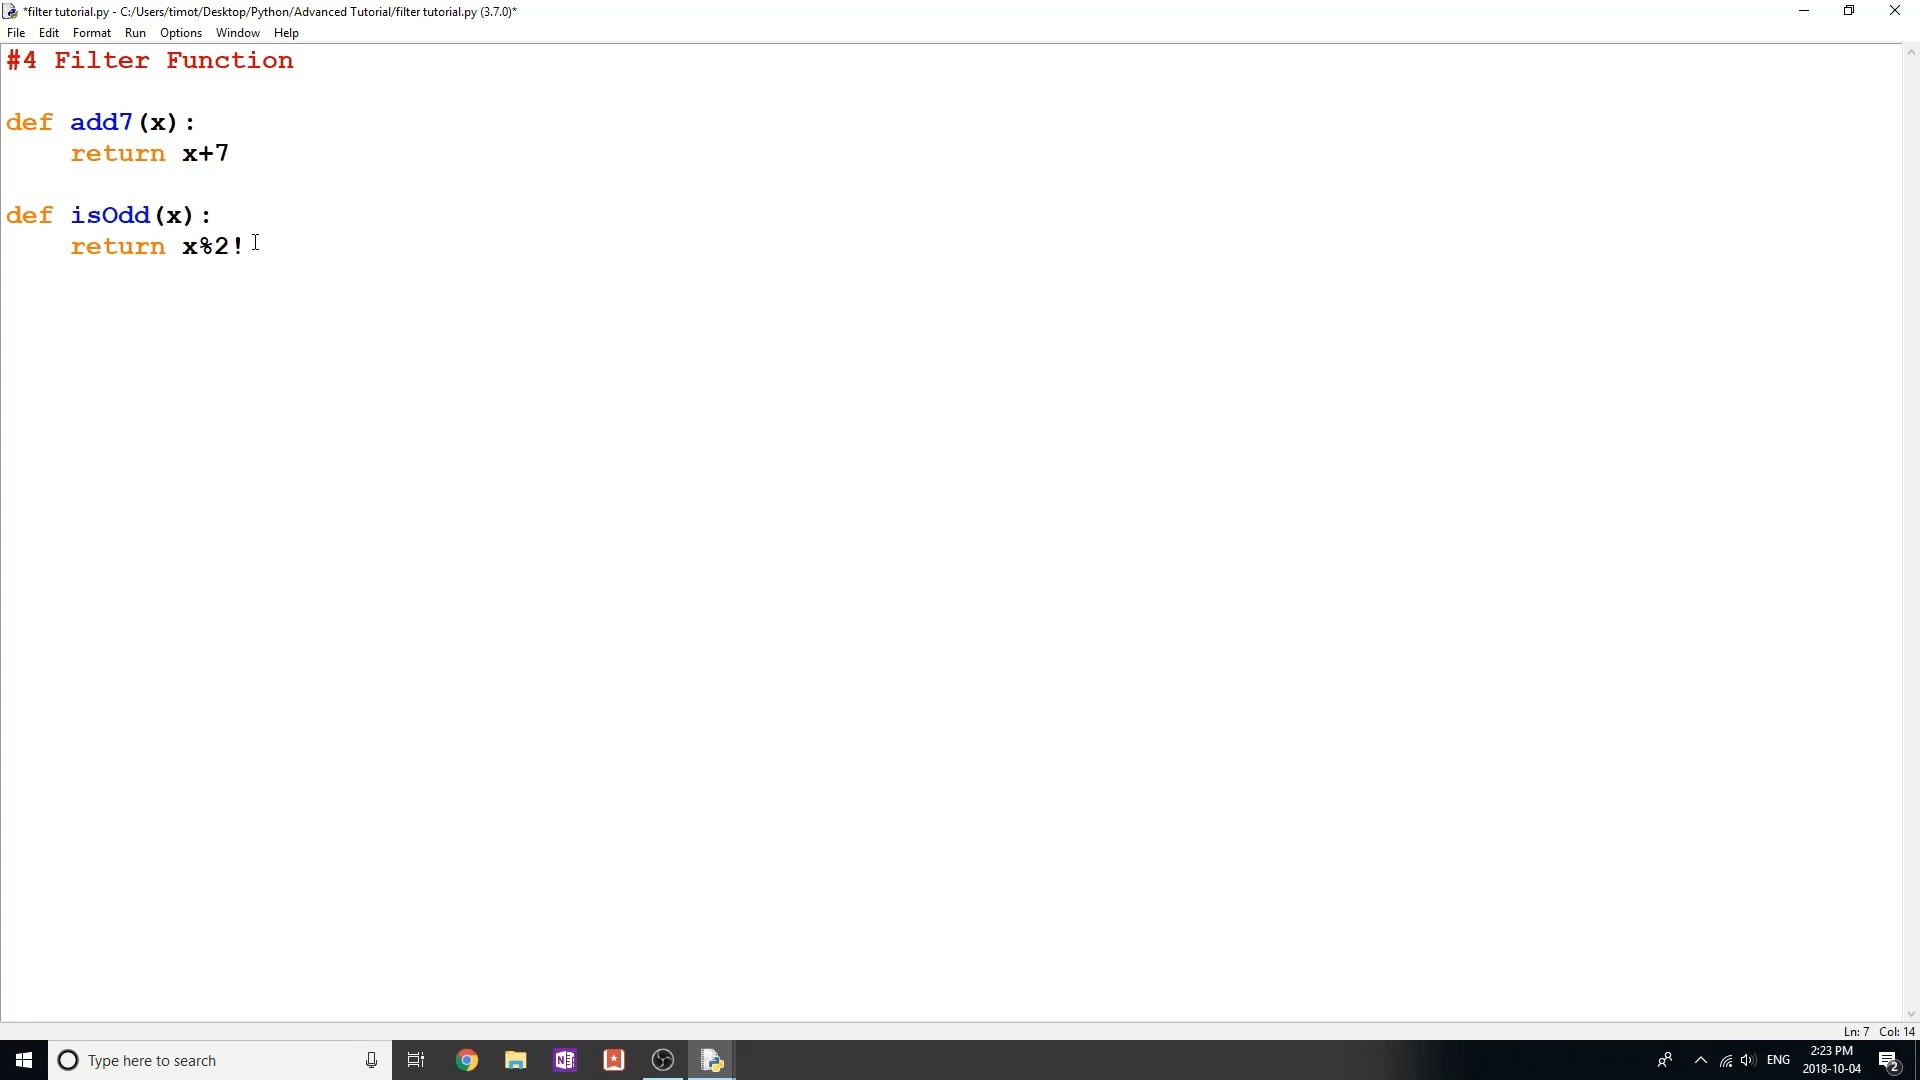 *filter tutorial.py - C:/Users/timot/Desktop/Python/Advanced Tutorial/filter tutorial.py (3.7.0)*
File Edit Format Run Options Window Help
#4 Filter Function
def add7(x):
    return x+7
def isOdd(x):
    return x%2!
Ln: 7 Col: 14
Type here to search
ENG
2:23 PM
2018-10-04
2